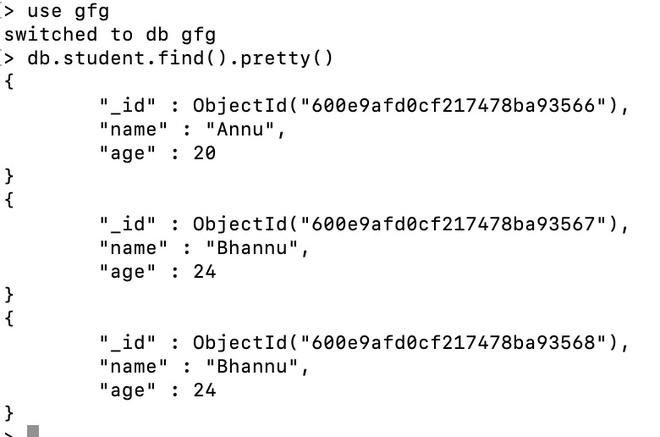 > use gfg
switched to db gfg
> db.student.find().pretty()
{
        "_id" : ObjectId("600e9afd0cf217478ba93566"),
        "name" : "Annu",
        "age" : 20
}
{
        "_id" : ObjectId("600e9afd0cf217478ba93567"),
        "name" : "Bhannu",
        "age" : 24
}
{
        "_id" : ObjectId("600e9afd0cf217478ba93568"),
        "name" : "Bhannu",
        "age" : 24
}
>